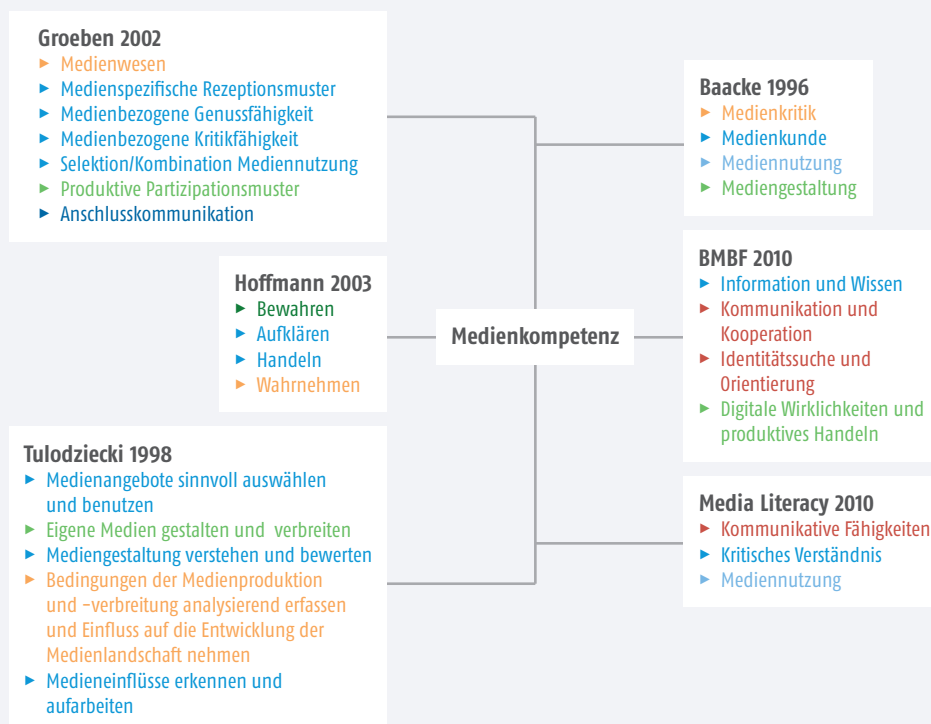 Groeben 2002
► Medienwesen
► Medienspezifische Rezeptionsmuster
► Medienbezogene Genussfähigkeit
► Medienbezogene Kritikfähigkeit
► Selektion/Kombination Mediennutzung
► Produktive Partizipationsmuster
► Anschlusskommunikation
Hoffmann 2003
► Bewahren
► Aufklären
► Handeln
► Wahrnehmen
Tulodziecki 1998
► Medienangebote sinnvoll auswählen
und benutzen
► Eigene Medien gestalten und verbreiten
► Mediengestaltung verstehen und bewerten
► Bedingungen der Medienproduktion
und -verbreitung analysierend erfassen
und Einfluss auf die Entwicklung der
Medienlandschaft nehmen
► Medieneinflüsse erkennen und
aufarbeiten
Medienkompetenz
Baacke 1996
► Medienkritik
► Medienkunde
► Mediennutzung
► Mediengestaltung
BMBF 2010
► Information und Wissen
► Kommunikation und
Kooperation
► Identitätssuche und
Orientierung
► Digitale Wirklichkeiten und
produktives Handeln
Media Literacy 2010
► Kommunikative Fähigkeiten
► Kritisches Verständnis
► Mediennutzung